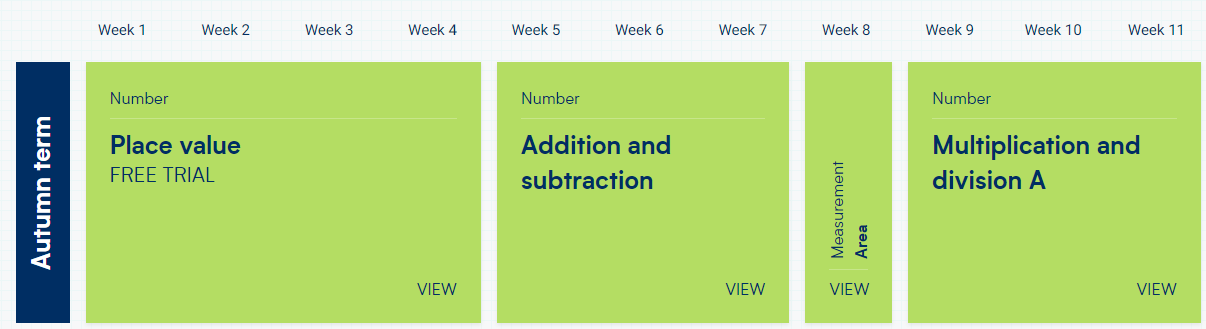 Week 1 Week 2 Week 3 Week 4 Week 5 Week 6 Week 7 Week 8 Week 9 Week 10 Week 11
Autumn term
Number
Place value
FREE TRIAL
VIEW
Number
Addition and
subtraction
VIEW
Measurement
Area
VIEW
Number
Multiplication and
division A
VIEW